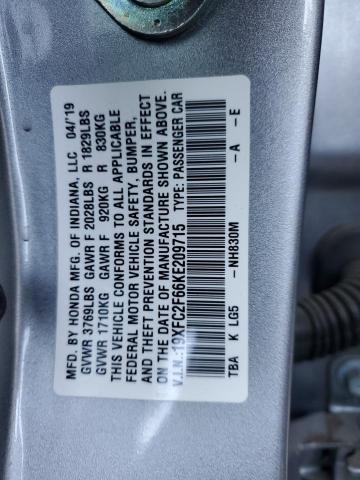 MFD. BY HONDA MFG. OF INDIANA, LLC 04/19
GVWR 3769LBS GAWR F 2028LBS R 1829LBS
GVWR 1710KG GAWR F 920KG R 830KG
THIS VEHICLE CONFORMS TO ALL APPLICABLE
FEDERAL MOTOR VEHICLE SAFETY, BUMPER,
AND THEFT PREVENTION STANDARDS IN EFFECT
ON THE DATE OF MANUFACTURE SHOWN ABOVE.
V.I.N.:19XFC2F66KE209715 TYPE: PASSENGER CAR
TBA K LG5 -NH830M -A -E